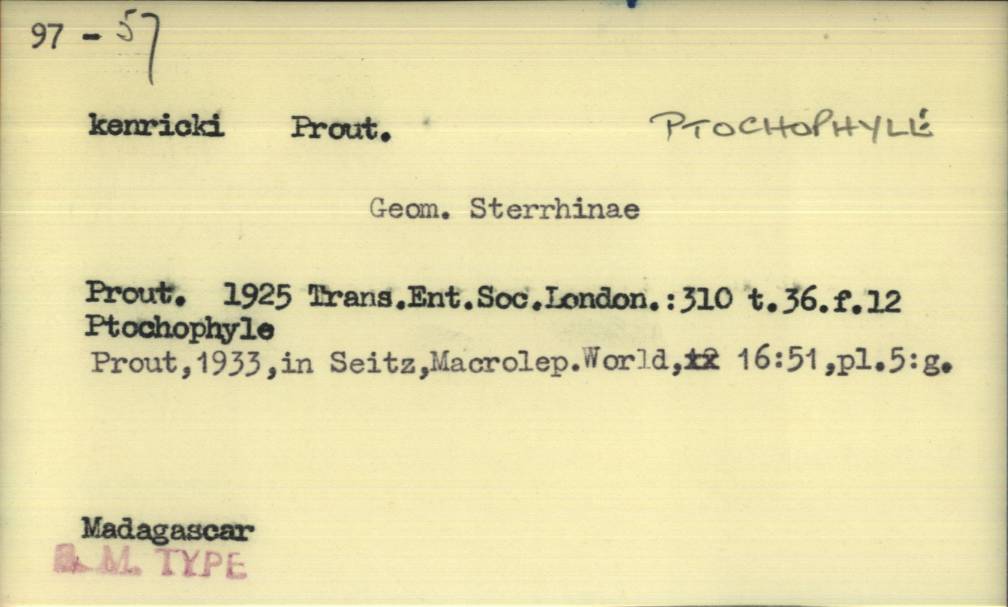 97 - 57
kenricki Prout. PTOCHOPHYLE
Geom. Sterrhinae
Prout. 1925 Trans.Ent.Soc.London.:310 t.36.f.12
Ptochophyle
Prout,1933,in Seitz,Macrolep.World, 16:51,pl.5:g.
Madagascar
B. M. TYPE